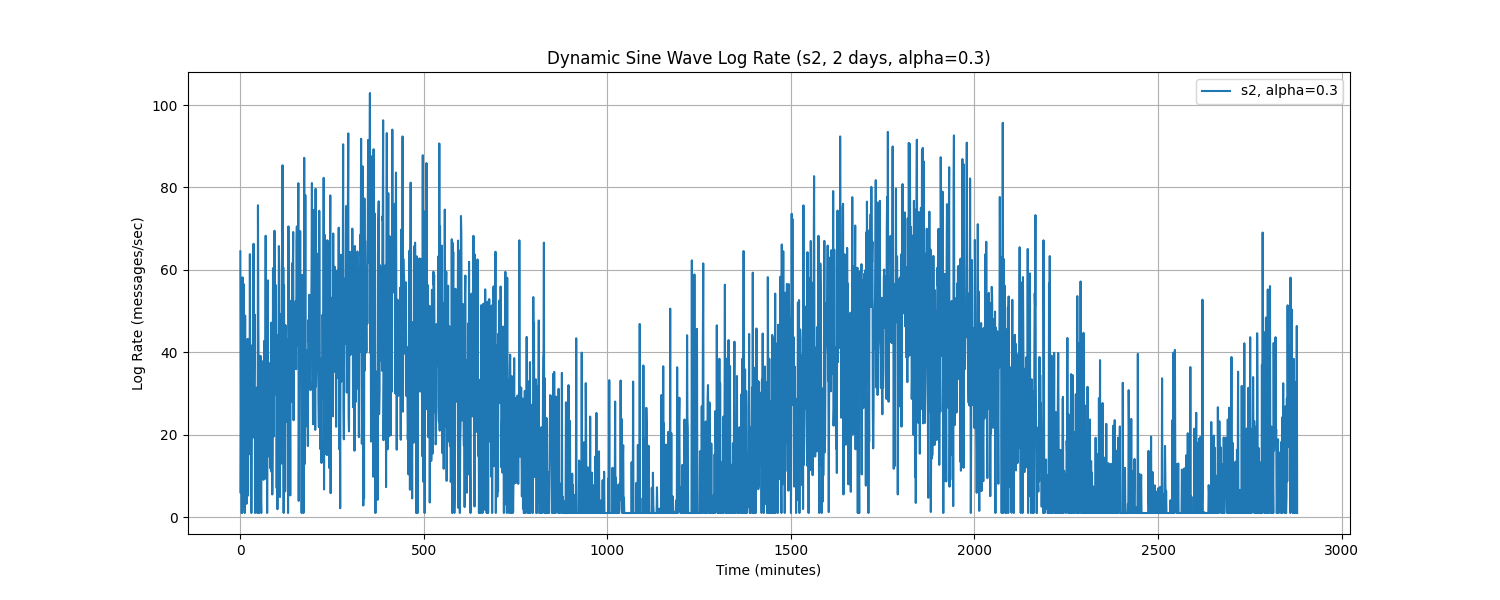 Dynamic Sine Wave Log Rate (s2, 2 days, alpha=0.3)
s2, alpha=0.3
Log Rate (messages/sec)
100
80
60
40
20
0
0 500 1000 1500 2000 2500 3000
Time (minutes)